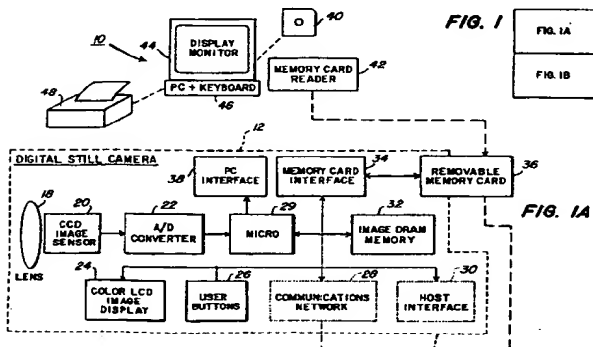 FIG. 1
FIG. 1A
FIG. 1B
10
44
DISPLAY
MONITOR
40
42
MEMORY CARD
READER
48
PC + KEYBOARD
46
12
DIGITAL STILL CAMERA
38
PC
INTERFACE
34
MEMORY CARD
INTERFACE
REMOVABLE
MEMORY CARD
36
FIG. 1A
18
LENS
20
CCD
IMAGE
SENSOR
22
A/D
CONVERTER
29
MICRO
32
IMAGE DRAM
MEMORY
24
COLOR LCD
IMAGE
DISPLAY
26
USER
BUTTONS
28
COMMUNICATIONS
NETWORK
30
HOST
INTERFACE